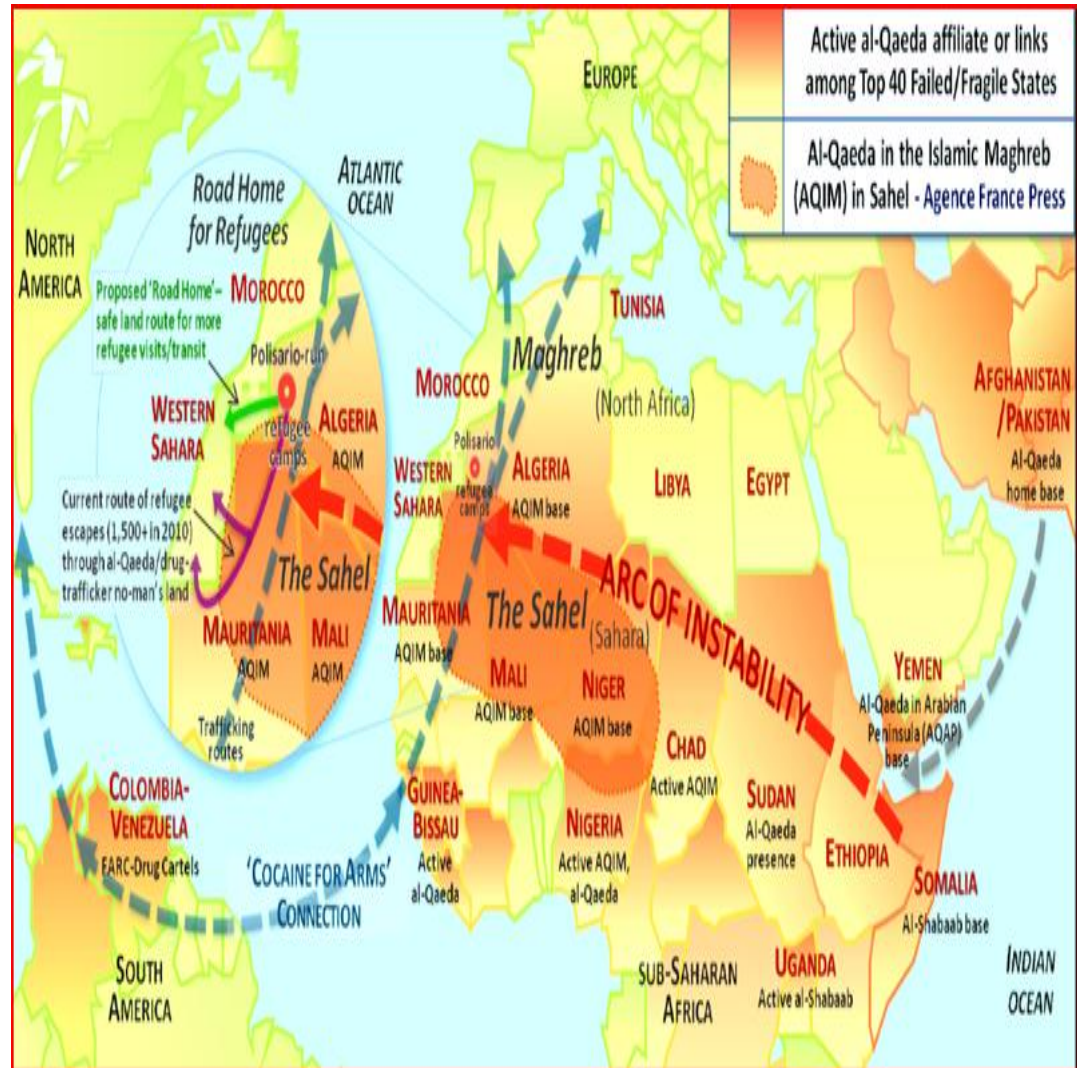 Active al-Qaeda affiliate or links
among Top 40 Failed/Fragile States
Al-Qaeda in the Islamic Maghreb
(AQIM) in Sahel - Agence France Press
EUROPE
ATLANTIC
OCEAN
Road Home
for Refugees
NORTH
AMERICA
Proposed 'Road Home'–
safe land route for more
refugee visits/transit
MOROCCO
Polisario-run
refugee
camps
WESTERN
SAHARA
ALGERIA
AQIM
Current route of refugee
escapes (1,500+ in 2010)
through al-Qaeda/drug-
trafficker no-man's land
The Sahel
MAURITANIA
AQIM
MALI
AQIM
Trafficking
routes
TUNISIA
Maghreb
(North Africa)
MOROCCO
Polisario
refugee
camps
WESTERN
SAHARA
ALGERIA
AQIM base
LIBYA
EGYPT
AFGHANISTAN
/PAKISTAN
Al-Qaeda
home base
ARC OF INSTABILITY
MAURITANIA
AQIM base
The Sahel
(Sahara)
MALI
AQIM base
NIGER
AQIM base
CHAD
Active AQIM
YEMEN
Al-Qaeda in Arabian
Peninsula (AQAP)
base
SUDAN
Al-Qaeda
presence
ETHIOPIA
SOMALIA
Al-Shabaab base
COLOMBIA-
VENEZUELA
FARC-Drug Cartels
'COCAINE FOR ARMS'
CONNECTION
GUINEA-
BISSAU
Active
al-Qaeda
NIGERIA
Active AQIM,
al-Qaeda
SOUTH
AMERICA
SUB-SAHARAN
AFRICA
UGANDA
Active al-Shabaab
INDIAN
OCEAN